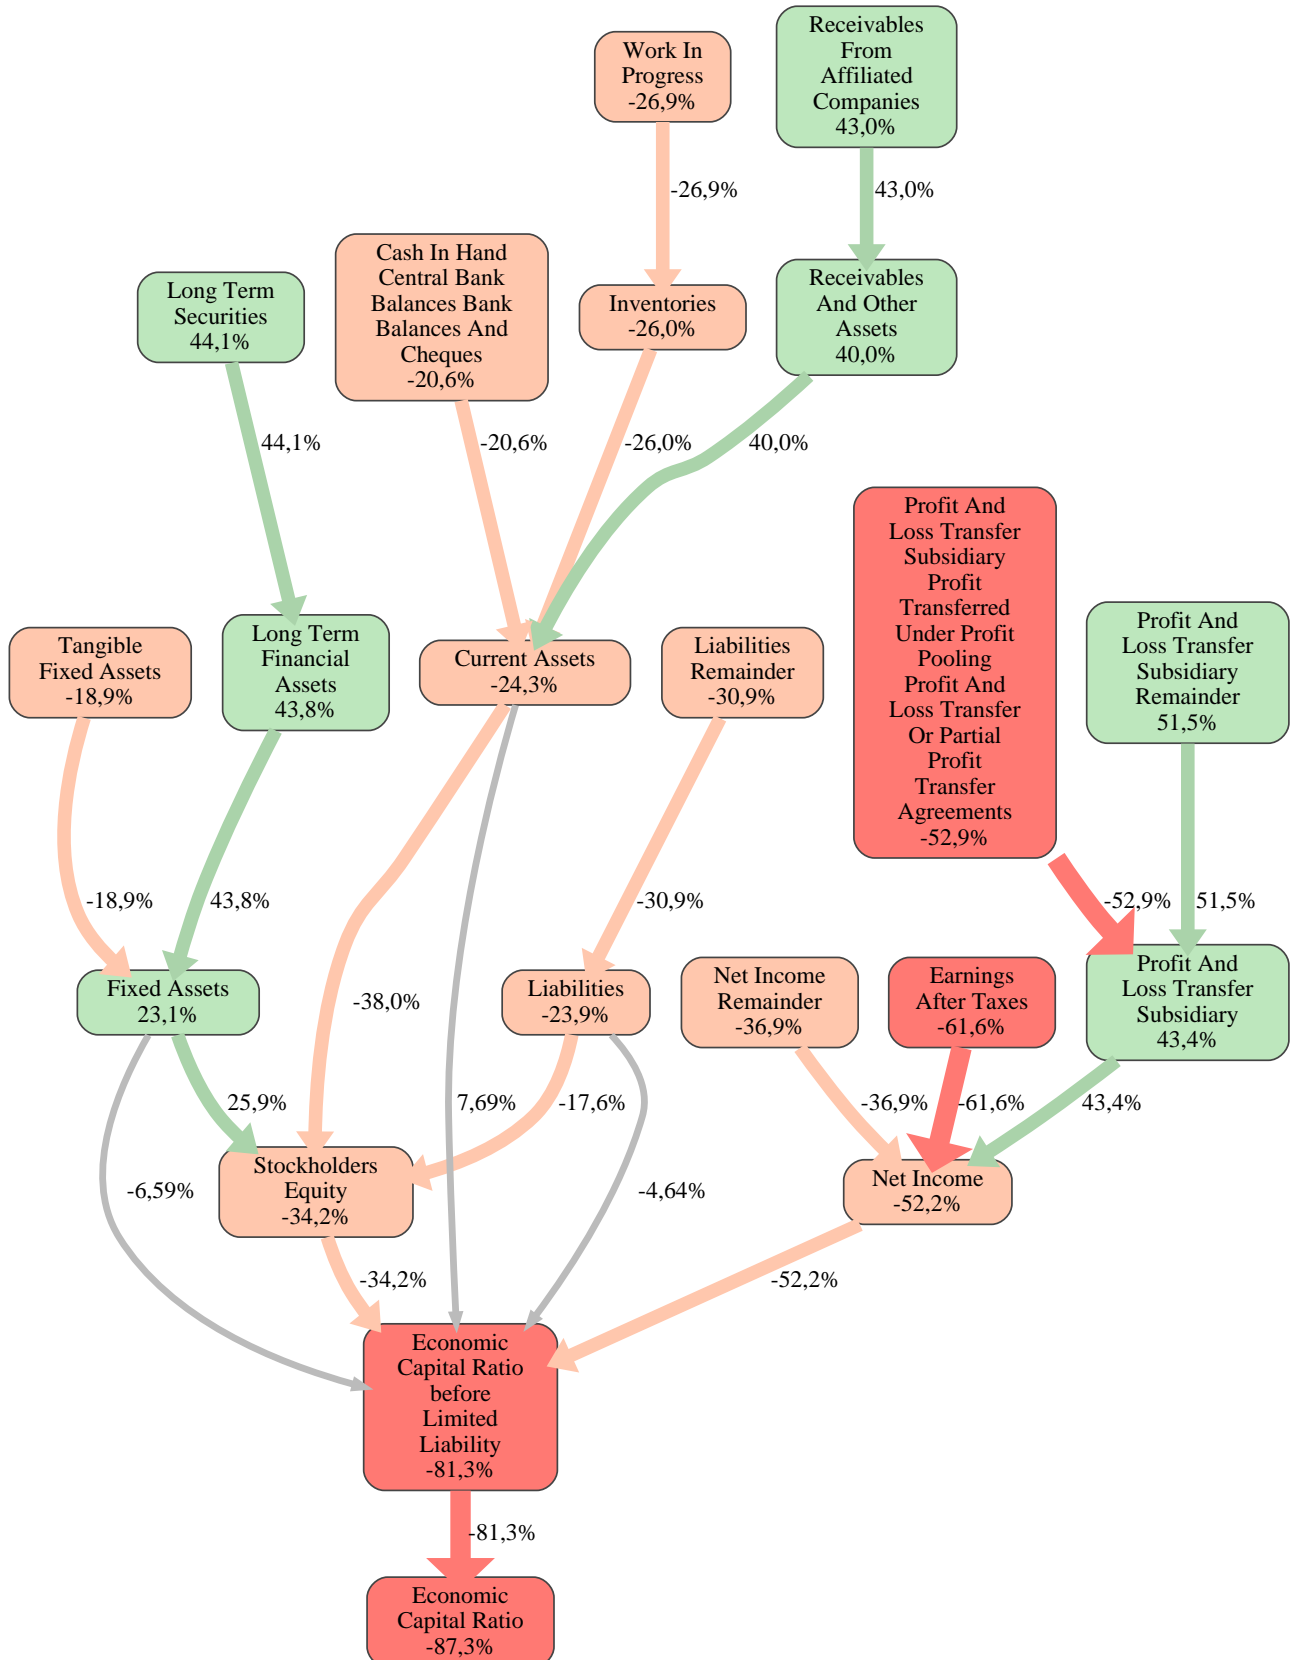 Receivables
From
Affiliated
Companies
43,0%
Work In
Progress
-26,9%
-26,9%
43,0%
Cash In Hand
Central Bank
Balances Bank
Balances And
Cheques
-20,6%
Receivables
And Other
Assets
40,0%
Long Term
Securities
44,1%
Inventories
-26,0%
44,1%
-20,6%
-26,0%
40,0%
Profit And
Loss Transfer
Subsidiary
Profit
Transferred
Under Profit
Pooling
Profit And
Loss Transfer
Or Partial
Profit
Transfer
Agreements
-52,9%
Profit And
Loss Transfer
Subsidiary
Remainder
51,5%
Tangible
Fixed Assets
-18,9%
Long Term
Financial
Assets
43,8%
Current Assets
-24,3%
Liabilities
Remainder
-30,9%
-18,9%
43,8%
-30,9%
-52,9%
51,5%
Fixed Assets
23,1%
-38,0%
Liabilities
-23,9%
Net Income
Remainder
-36,9%
Earnings
After Taxes
-61,6%
Profit And
Loss Transfer
Subsidiary
43,4%
25,9%
7,69%
-17,6%
-36,9%
-61,6%
43,4%
Stockholders
Equity
-34,2%
-6,59%
-4,64%
Net Income
-52,2%
-34,2%
-52,2%
Economic
Capital Ratio
before
Limited
Liability
-81,3%
-81,3%
Economic
Capital Ratio
-87,3%